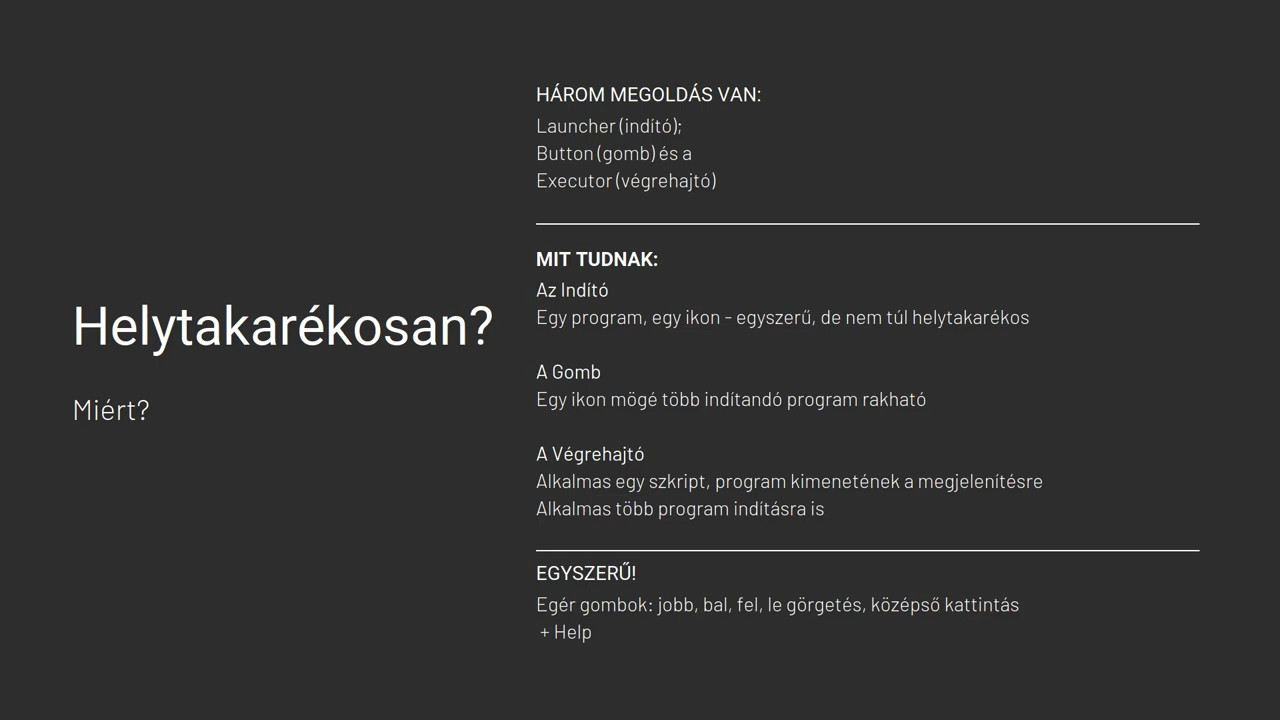 Helytakarékosan?
Miért?
HÁROM MEGOLDÁS VAN:
Launcher (indító);
Button (gomb) és a
Executor (végrehajtó)
MIT TUDNAK:
Az Indító
Egy program, egy ikon - egyszerű, de nem túl helytakarékos
A Gomb
Egy ikon mögé több indítandó program rakható
A Végrehajtó
Alkalmas egy szkript, program kimenetének a megjelenítésre
Alkalmas több program indításra is
EGYSZERŰ!
Egér gombok: jobb, bal, fel, le görgetés, középső kattintás
+ Help